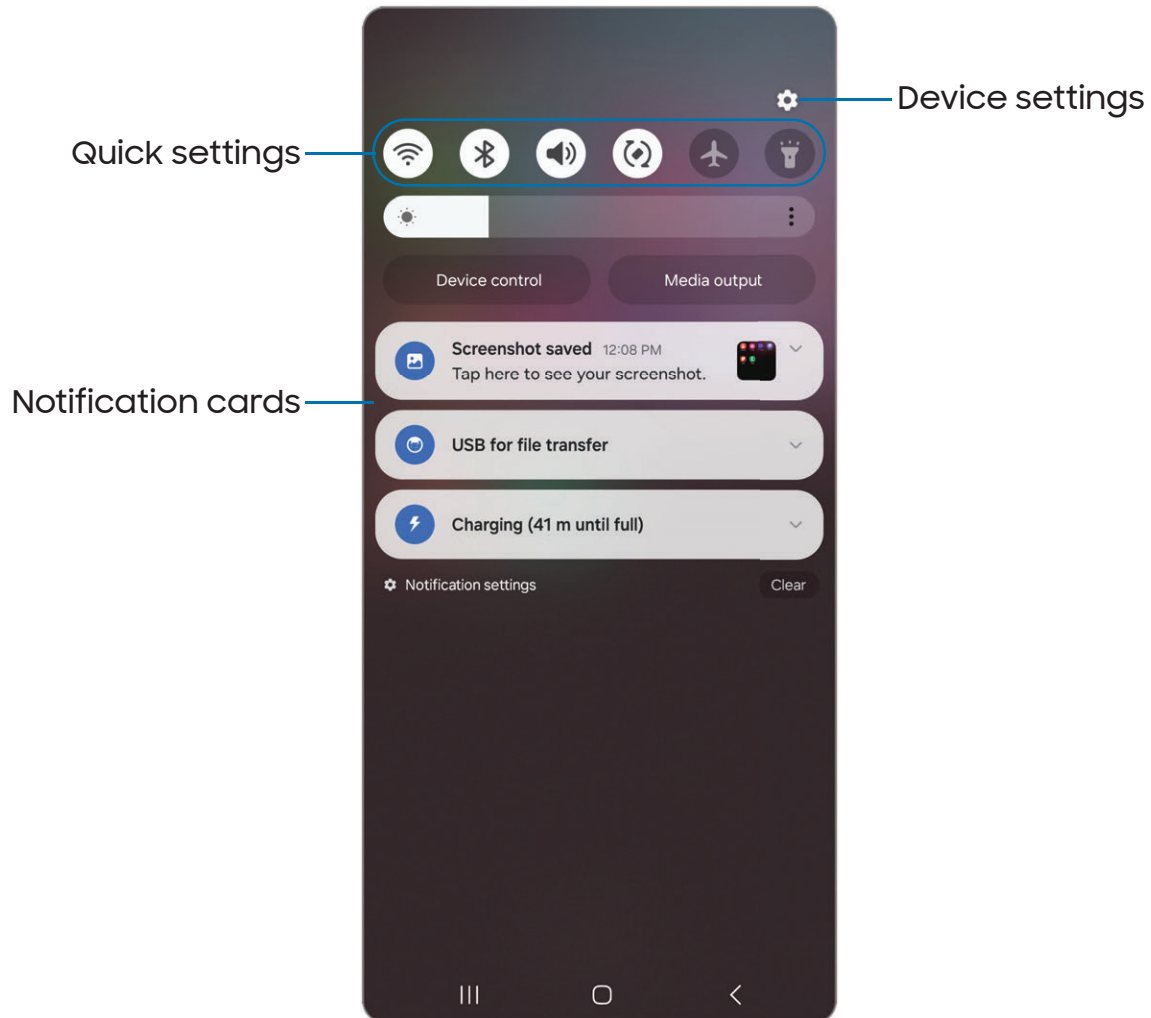 Device settings
Quick settings
Device control
Media output
Screenshot saved 12:08 PM
Tap here to see your screenshot.
Notification cards
USB for file transfer
Charging (41 m until full)
Notification settings
Clear